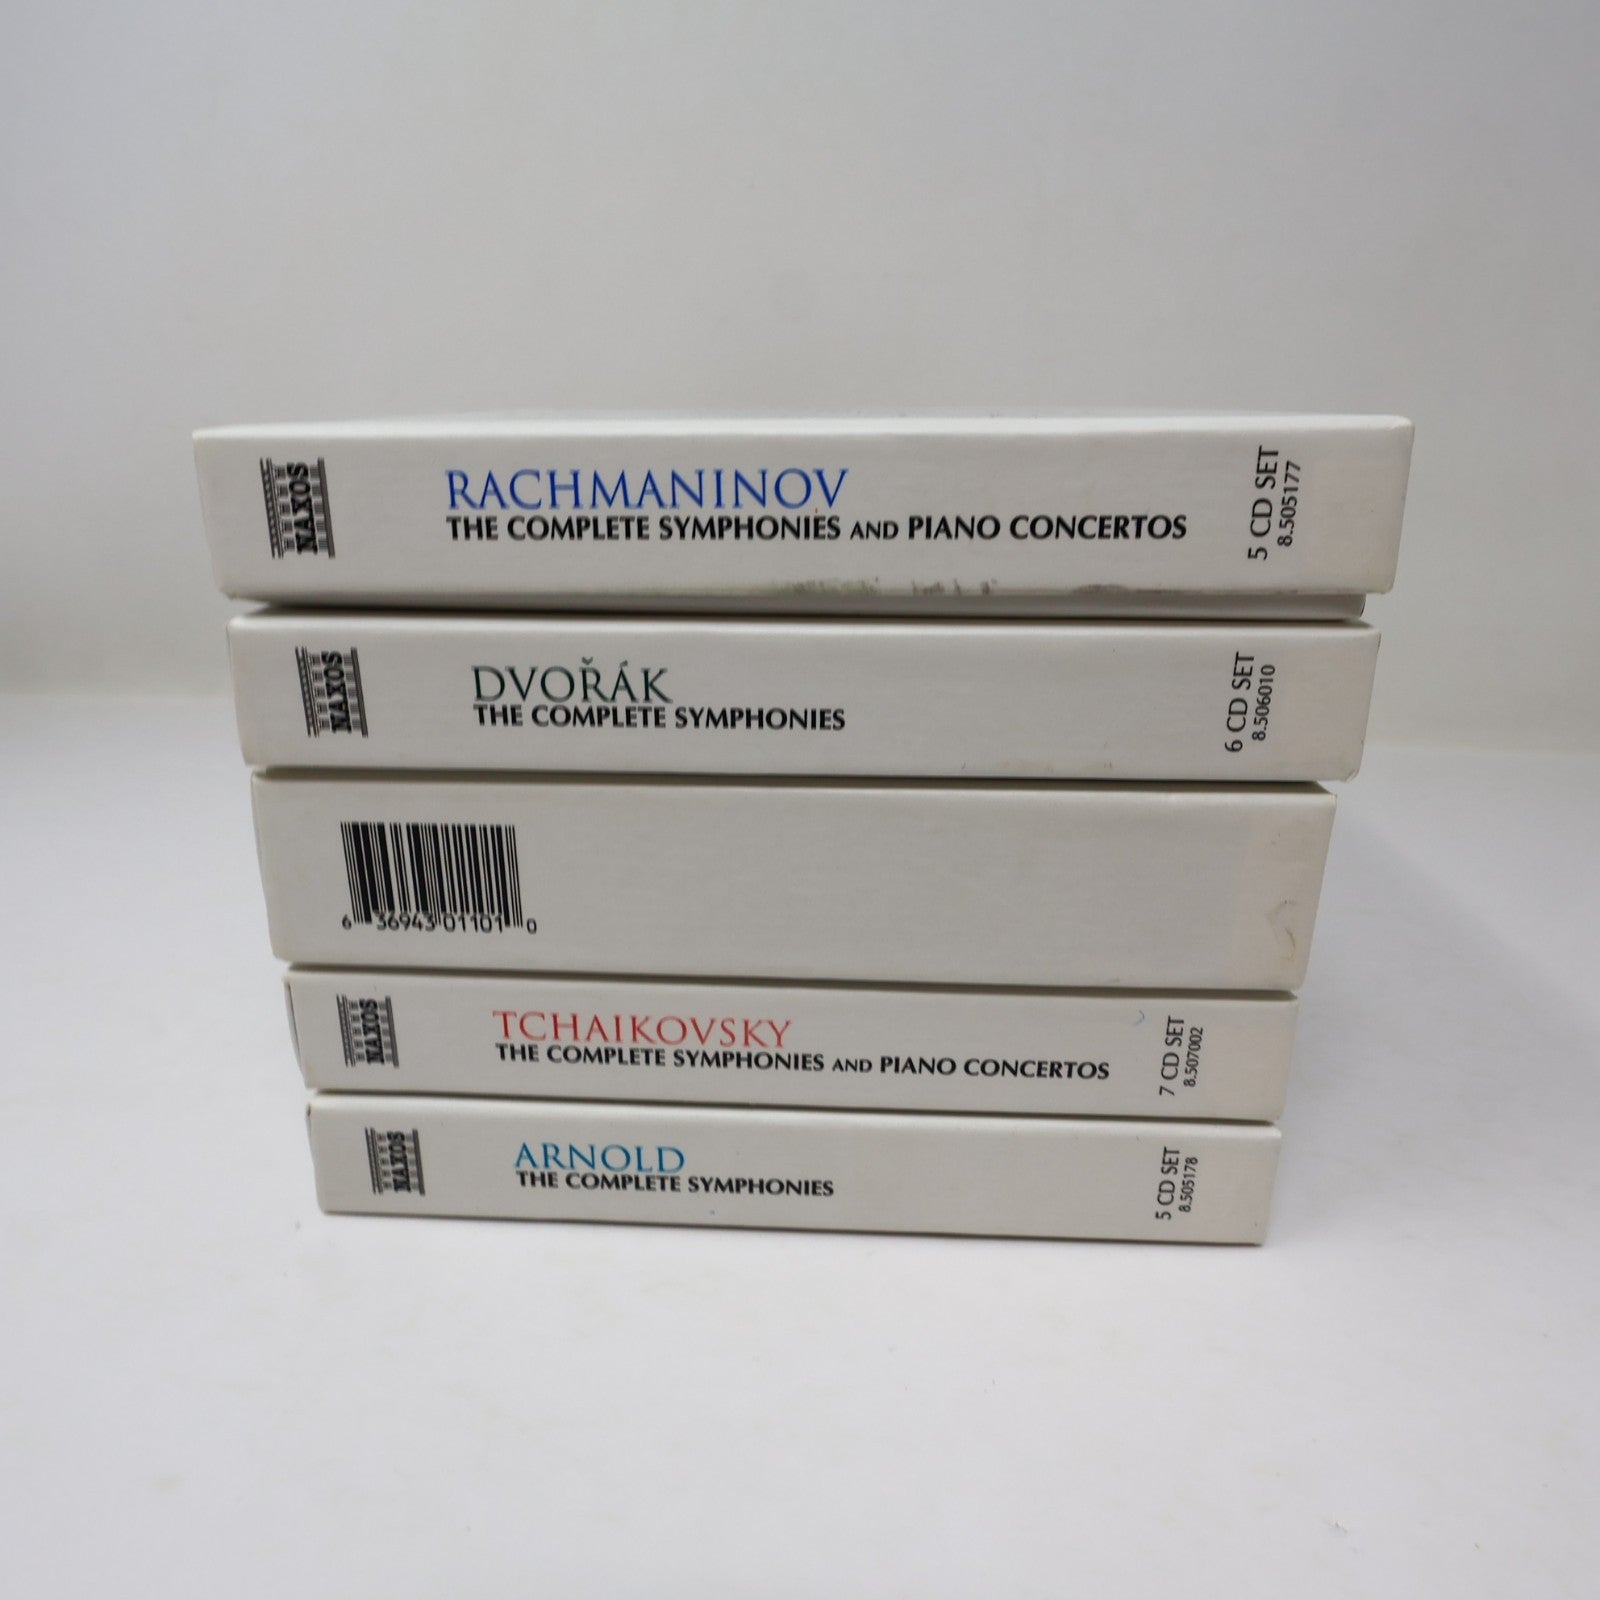 NAXOS
RACHMANINOV
THE COMPLETE SYMPHONIES AND PIANO CONCERTOS
5 CD SET
8.505177
NAXOS
DVOŘÁK
THE COMPLETE SYMPHONIES
6 CD SET
8.506010
6 36943 01101 0
NAXOS
TCHAIKOVSKY
THE COMPLETE SYMPHONIES AND PIANO CONCERTOS
7 CD SET
8.507002
NAXOS
ARNOLD
THE COMPLETE SYMPHONIES
5 CD SET
8.505178